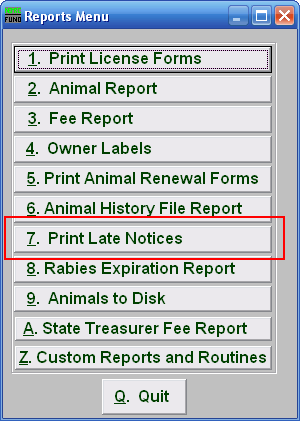 FUND Reports Menu
1. Print License Forms
2. Animal Report
3. Fee Report
4. Owner Labels
5. Print Animal Renewal Forms
6. Animal History File Report
7. Print Late Notices
8. Rabies Expiration Report
9. Animals to Disk
A. State Treasurer Fee Report
Z. Custom Reports and Routines
Q. Quit